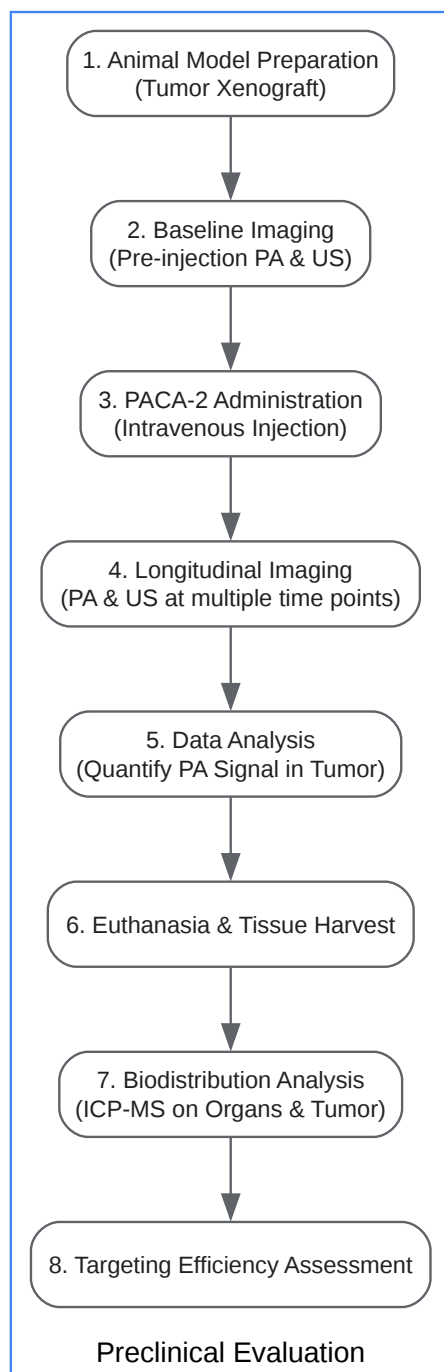 1. Animal Model Preparation
(Tumor Xenograft)
2. Baseline Imaging
(Pre-injection PA & US)
3. PACA-2 Administration
(Intravenous Injection)
4. Longitudinal Imaging
(PA & US at multiple time points)
5. Data Analysis
(Quantify PA Signal in Tumor)
6. Euthanasia & Tissue Harvest
7. Biodistribution Analysis
(ICP-MS on Organs & Tumor)
8. Targeting Efficiency Assessment
Preclinical Evaluation